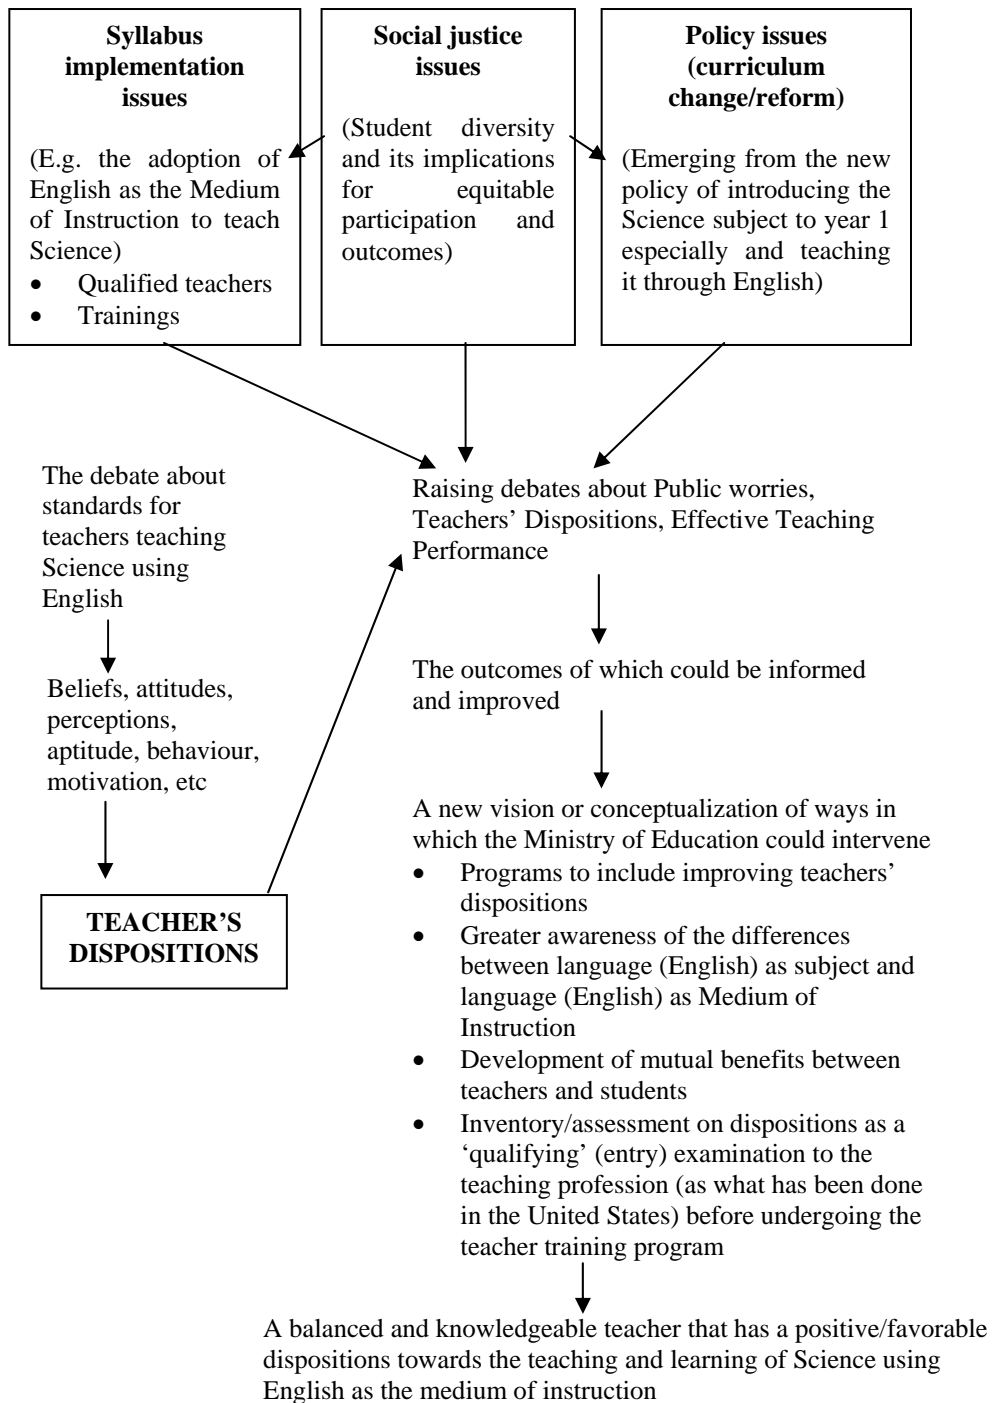 Syllabus
implementation
issues
(E.g. the adoption of
English as the Medium
of Instruction to teach
Science)
• Qualified teachers
• Trainings
Social justice
issues
(Student diversity
and its implications
for equitable
participation and
outcomes)
Policy issues
(curriculum
change/reform)
(Emerging from the new
policy of introducing the
Science subject to year 1
especially and teaching
it through English)
The debate about
standards for
teachers teaching
Science using
English
Beliefs, attitudes,
perceptions,
aptitude, behaviour,
motivation, etc
TEACHER’S
DISPOSITIONS
Raising debates about Public worries,
Teachers’ Dispositions, Effective Teaching
Performance
The outcomes of which could be informed
and improved
A new vision or conceptualization of ways in
which the Ministry of Education could intervene
• Programs to include improving teachers’
dispositions
• Greater awareness of the differences
between language (English) as subject and
language (English) as Medium of
Instruction
• Development of mutual benefits between
teachers and students
• Inventory/assessment on dispositions as a
‘qualifying’ (entry) examination to the
teaching profession (as what has been done
in the United States) before undergoing the
teacher training program
A balanced and knowledgeable teacher that has a positive/favorable
dispositions towards the teaching and learning of Science using
English as the medium of instruction